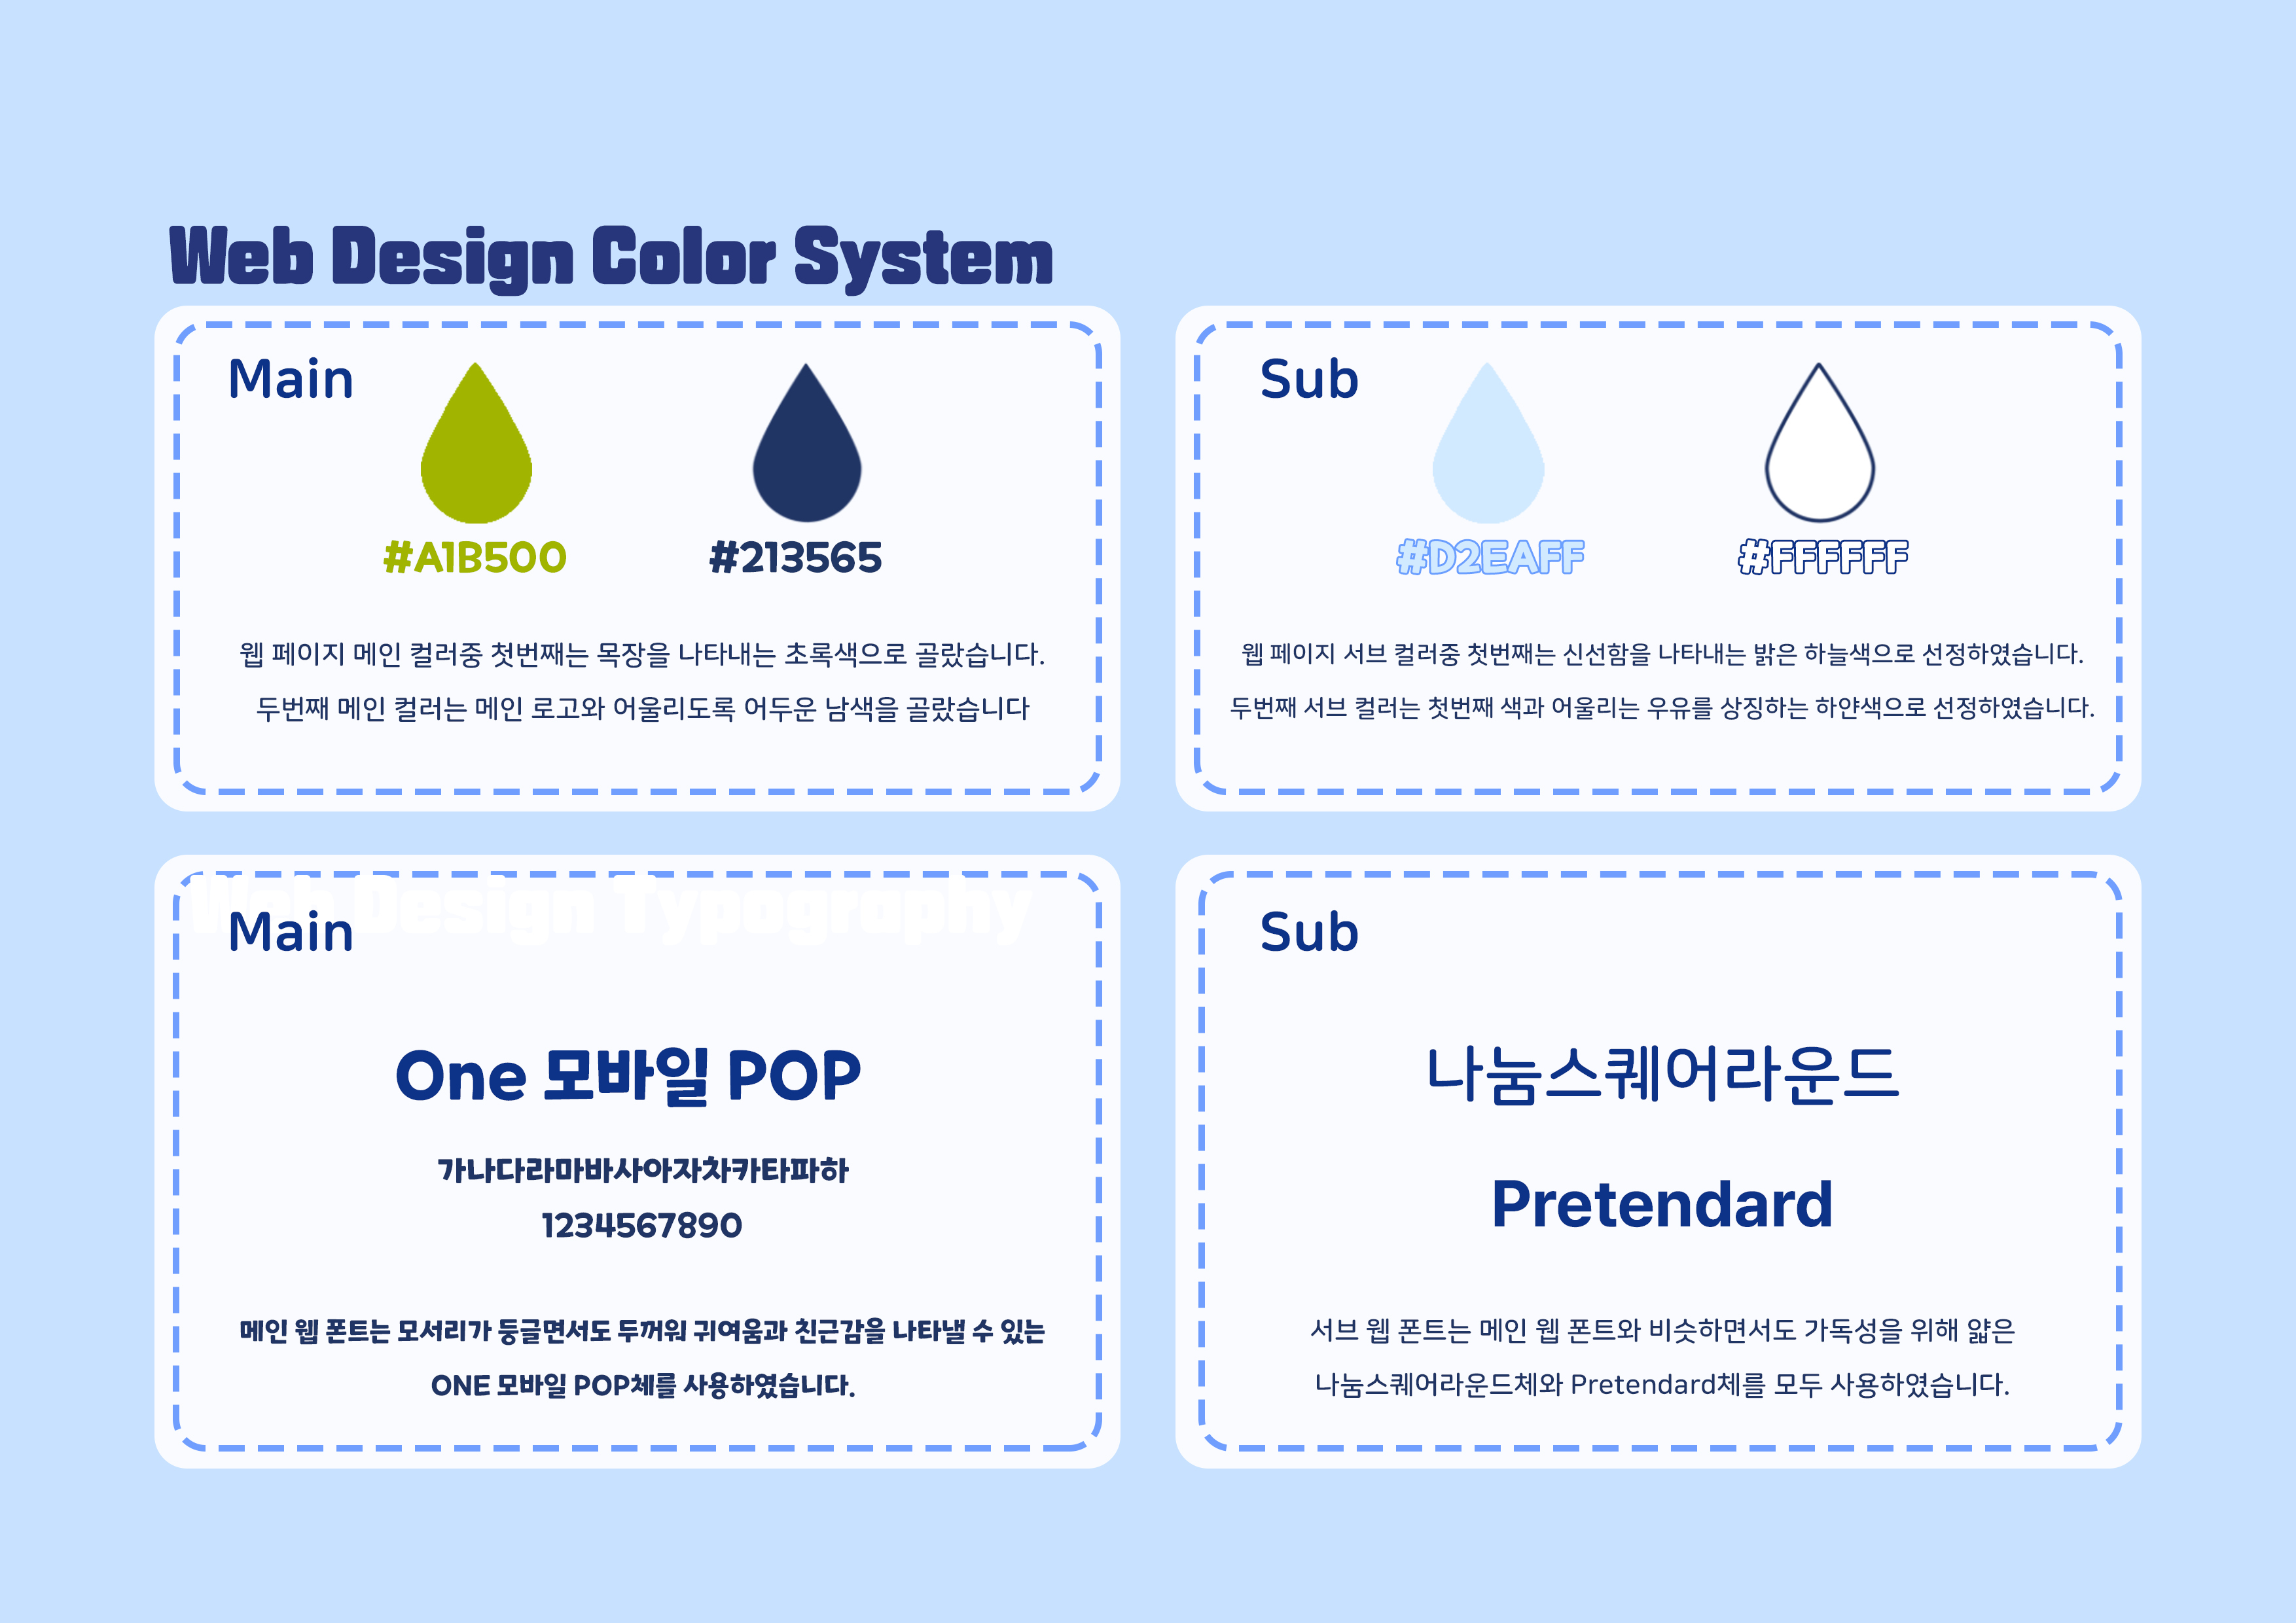 Web Design Color System
Main
#A1B500
#213565
웹 페이지 메인 컬러중 첫번째는 목장을 나타내는 초록색으로 골랐습니다.
두번째 메인 컬러는 메인 로고와 어울리도록 어두운 남색을 골랐습니다
Sub
#D2EAFF
#FFFFFF
웹 페이지 서브 컬러중 첫번째는 신선함을 나타내는 밝은 하늘색으로 선정하였습니다.
두번째 서브 컬러는 첫번째 색과 어울리는 우유를 상징하는 하얀색으로 선정하였습니다.
Web Design Typography
Main
One 모바일 POP
가나다라마바사아자차카타파하
1234567890
메인 웹 폰트는 모서리가 둥글면서도 두꺼워 귀여움과 친근감을 나타낼 수 있는
ONE 모바일 POP체를 사용하였습니다.
Sub
나눔스퀘어라운드
Pretendard
서브 웹 폰트는 메인 웹 폰트와 비슷하면서도 가독성을 위해 얇은
나눔스퀘어라운드체와 Pretendard체를 모두 사용하였습니다.